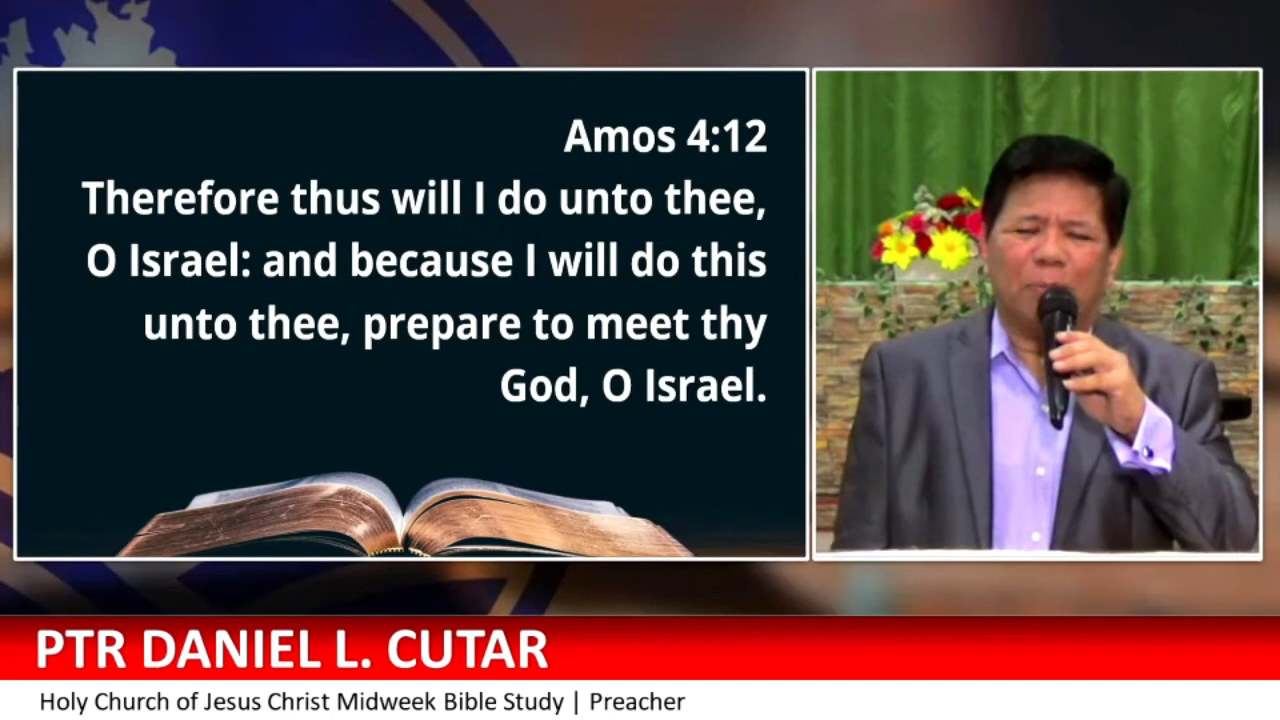 Amos 4:12
Therefore thus will I do unto thee,
O Israel: and because I will do this
unto thee, prepare to meet thy
God, O Israel.
PTR DANIEL L. CUTAR
Holy Church of Jesus Christ Midweek Bible Study | Preacher